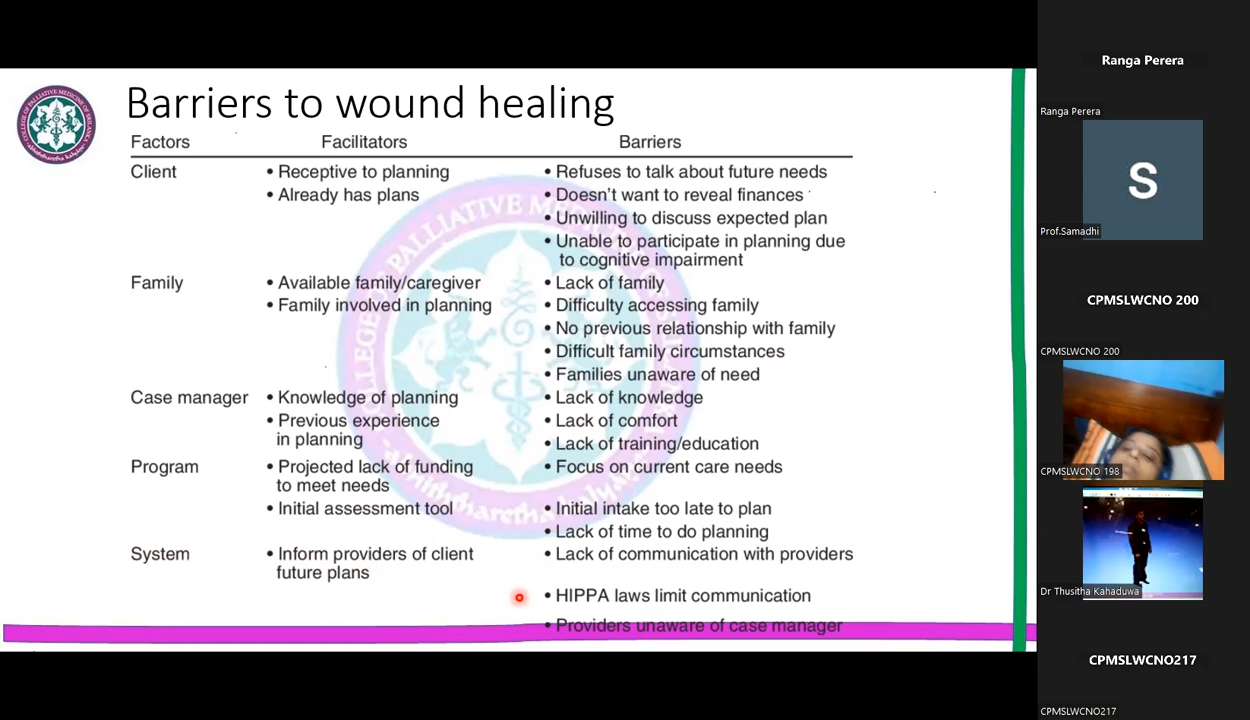 Barriers to wound healing
Factors Facilitators Barriers
Client • Receptive to planning • Refuses to talk about future needs
• Already has plans • Doesn't want to reveal finances
• Unwilling to discuss expected plan
• Unable to participate in planning due
to cognitive impairment
Family • Available family/caregiver • Lack of family
• Family involved in planning • Difficulty accessing family
• No previous relationship with family
• Difficult family circumstances
• Families unaware of need
Case manager • Knowledge of planning • Lack of knowledge
• Previous experience • Lack of comfort
in planning • Lack of training/education
Program • Projected lack of funding • Focus on current care needs
to meet needs
• Initial assessment tool • Initial intake too late to plan
• Lack of time to do planning
System • Inform providers of client • Lack of communication with providers
future plans
• HIPPA laws limit communication
• Providers unaware of case manager
Ranga Perera
Ranga Perera
S
Prof.Samadhi
CPMSLWCNO 200
CPMSLWCNO 200
CPMSLWCNO 198
Dr Thusitha Kahaduwa
CPMSLWCNO217
CPMSLWCNO217